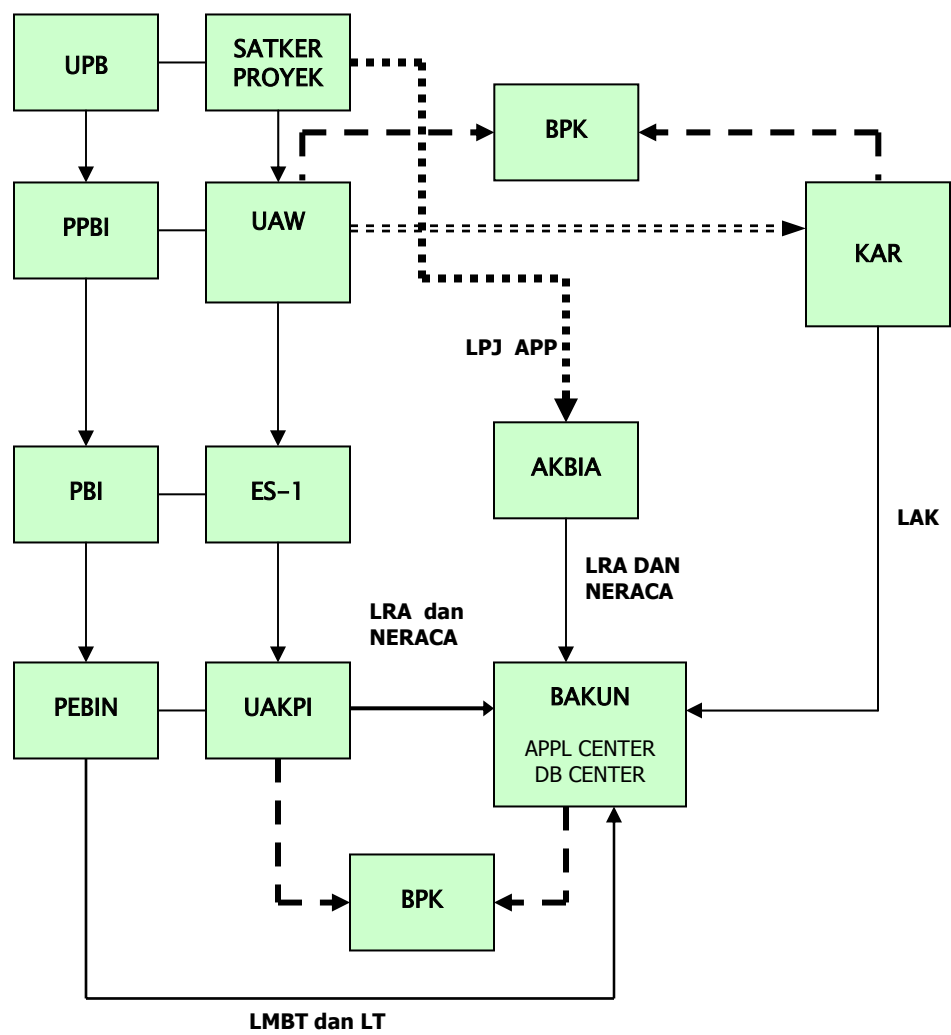 UPB
SATKER
PROYEK
BPK
PPBI
UAW
KAR
LPJ APP
PBI
ES-1
AKBIA
LAK
LRA DAN
NERACA
LRA dan
NERACA
PEBIN
UAKPI
BAKUN
APPL CENTER
DB CENTER
BPK
LMBT dan LT